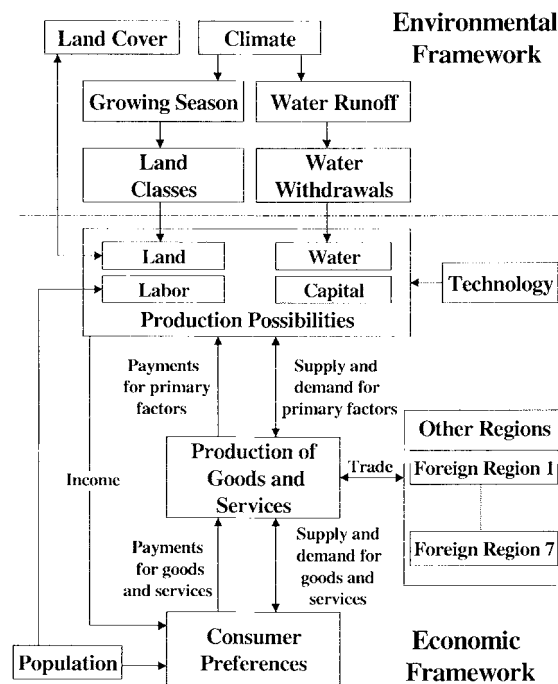 Land Cover
Climate
Environmental
Framework
Growing Season
Water Runoff
Land
Classes
Water
Withdrawals
Land
Water
Labor
Capital
Production Possibilities
Technology
Payments
for primary
factors
Supply and
demand for
primary factors
Other Regions
Production of
Goods and
Services
Trade
Foreign Region 1
Income
Payments
for goods
and services
Supply and
demand for
goods and
services
Foreign Region 7
Consumer
Preferences
Population
Economic
Framework